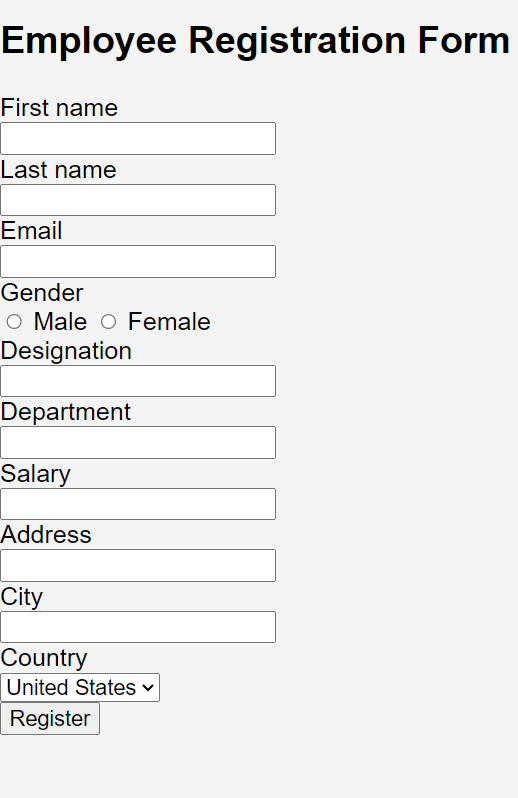 Employee Registration Form
First name
Last name
Email
Gender
Male Female
Designation
Department
Salary
Address
City
Country
United States
Register